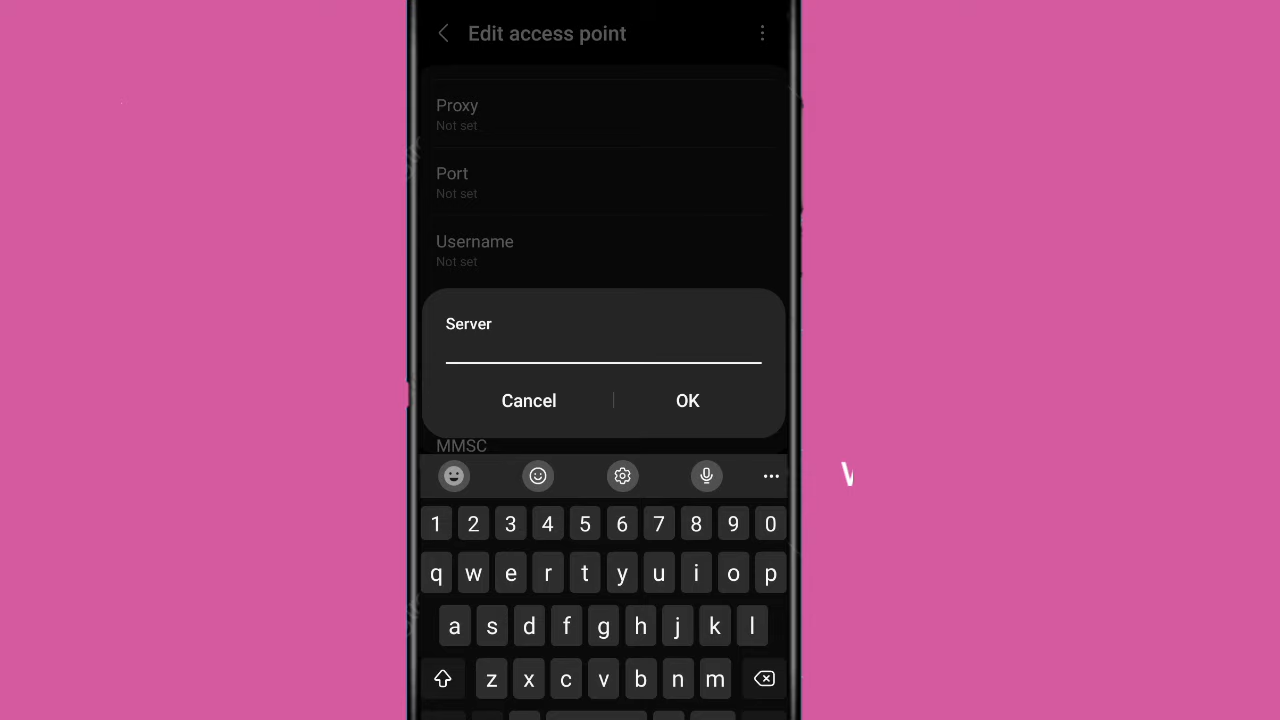 Edit access point
Proxy
Not set
Port
Not set
Username
Not set
Server
Cancel
OK
MMSC
1 2 3 4 5 6 7 8 9 0
q w e r t y u i o p
a s d f g h j k l
z x c v b n m